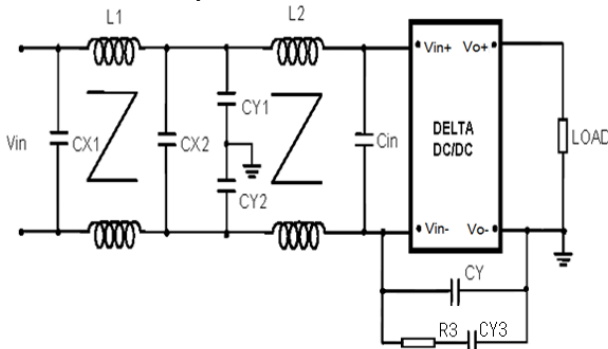 L1
L2
Vin
CX1
CX2
CY1
CY2
Cin
Vin+
Vo+
DELTA
DC/DC
Vin-
Vo-
LOAD
CY
R3
CY3